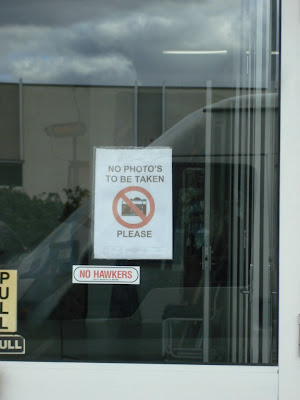 NO PHOTO'S
TO BE TAKEN
PLEASE
NO HAWKERS
PULL
PULL